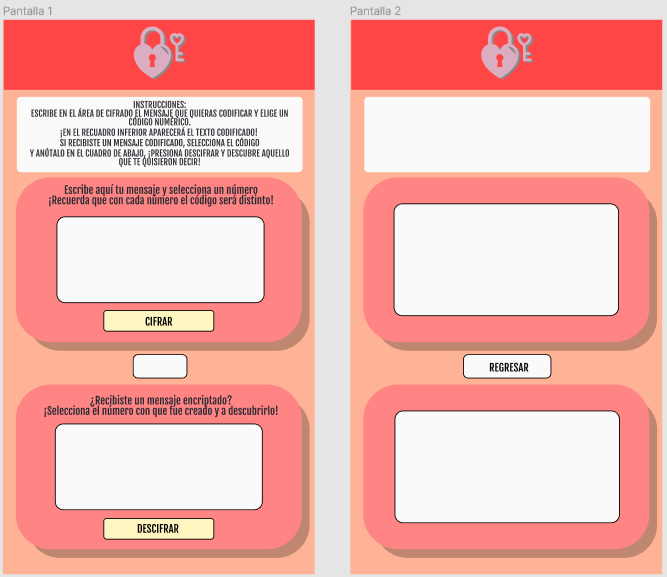 Pantalla 1
Pantalla 2
INSTRUCCIONES:
ESCRIBE EN EL ÁREA DE CIFRADO EL MENSAJE QUE QUIERAS CODIFICAR Y ELIGE UN
CÓDIGO NUMÉRICO.
¡EN EL RECUADRO INFERIOR APARECERÁ EL TEXTO CODIFICADO!
SI RECIBISTE UN MENSAJE CODIFICADO, SELECCIONA EL CÓDIGO
Y ANÓTALO EN EL CUADRO DE ABAJO, ¡PRESIONA DESCIFRAR Y DESCUBRE AQUELLO
QUE TE QUISIERON DECIR!
Escribe aquí tu mensaje y selecciona un número
¡Recuerda que con cada número el código será distinto!
CIFRAR
REGRESAR
¿Recibiste un mensaje encriptado?
¡Selecciona el número con que fue creado y a descubrirlo!
DESCIFRAR